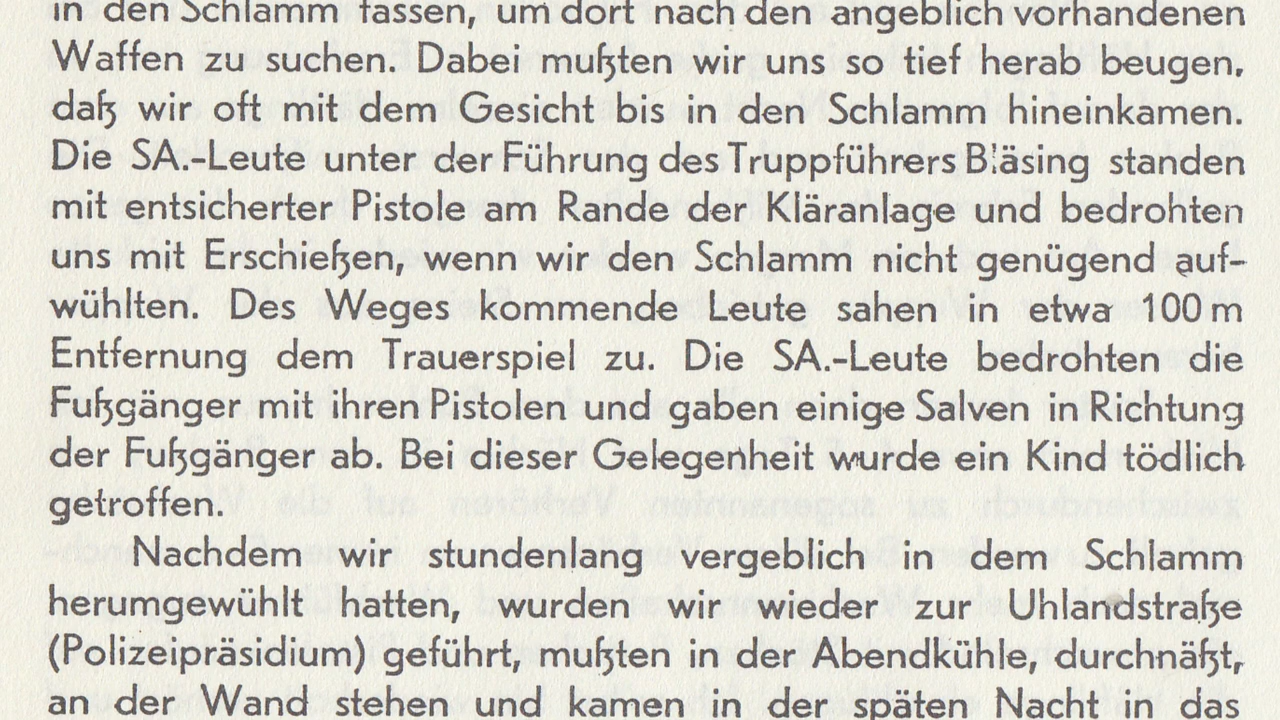 in den Schlamm fassen, um dort nach den angeblich vorhandenen
Waffen zu suchen. Dabei mußten wir uns so tief herab beugen,
daß wir oft mit dem Gesicht bis in den Schlamm hineinkamen.
Die SA.-Leute unter der Führung des Truppführers Bläsing standen
mit entsicherter Pistole am Rande der Kläranlage und bedrohten
uns mit Erschießen, wenn wir den Schlamm nicht genügend auf-
wühlten. Des Weges kommende Leute sahen in etwa 100 m
Entfernung dem Trauerspiel zu. Die SA.-Leute bedrohten die
Fußgänger mit ihren Pistolen und gaben einige Salven in Richtung
der Fußgänger ab. Bei dieser Gelegenheit wurde ein Kind tödlich
getroffen.
Nachdem wir stundenlang vergeblich in dem Schlamm
herumgewühlt hatten, wurden wir wieder zur Uhlandstraße
(Polizeipräsidium) geführt, mußten in der Abendkühle, durchnäßt,
an der Wand stehen und kamen in der späten Nacht in das